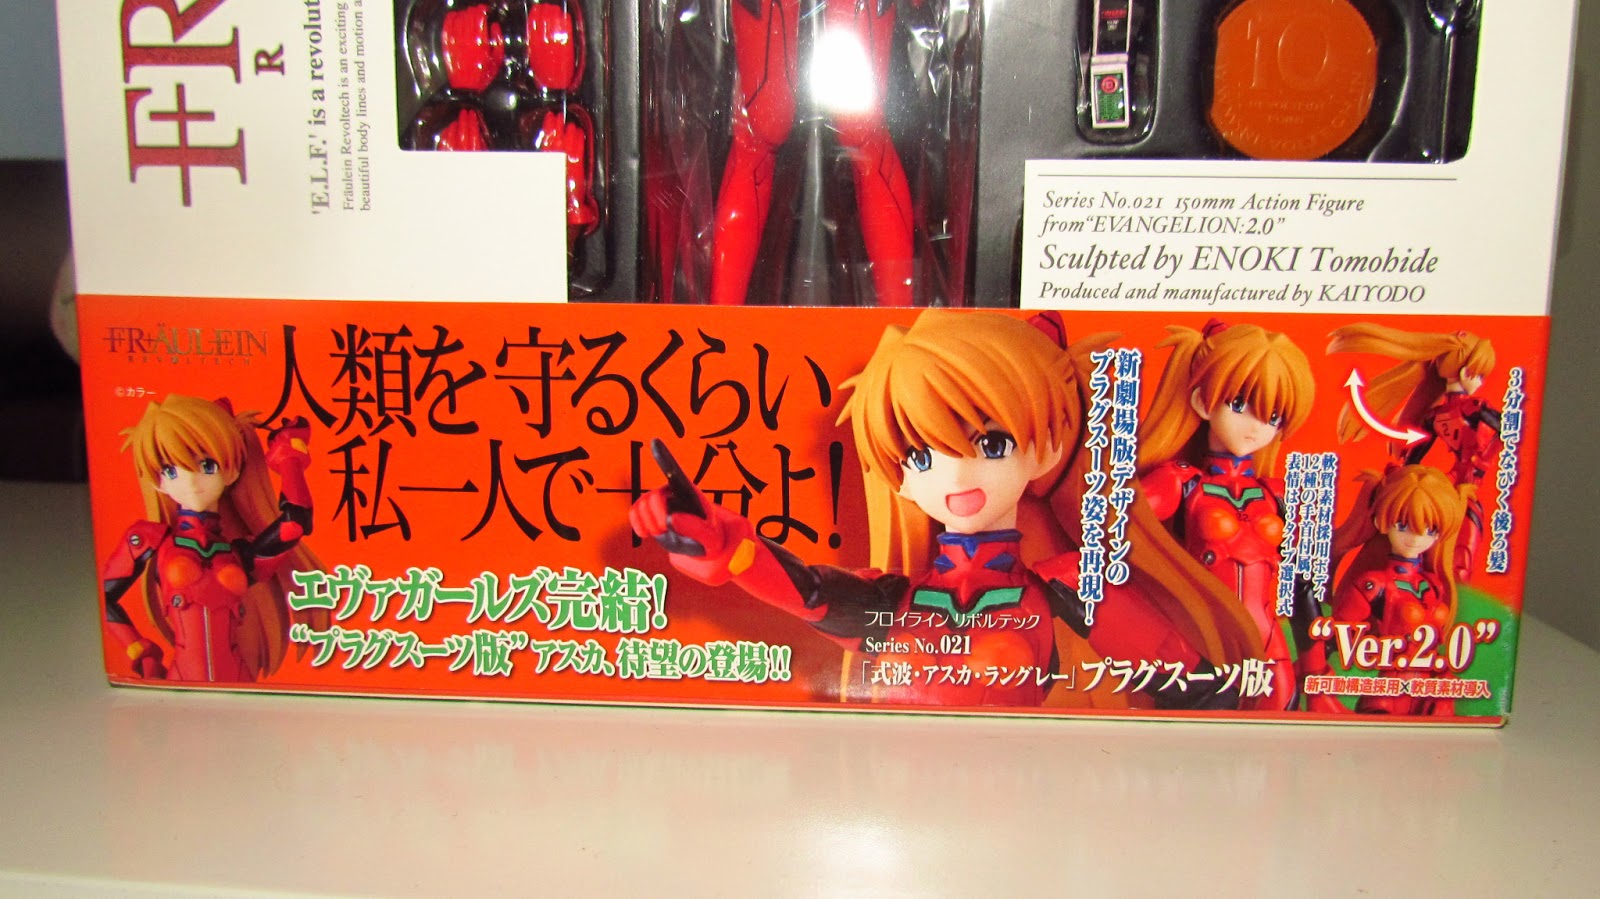 FR
R
'E.L.F.' is a revolut
Fräulein Revoltech is an exciting
beautiful body lines and motion a
10
Series No.021 150mm Action Figure
from "EVANGELION:2.0"
Sculpted by ENOKI Tomohide
Produced and manufactured by KAIYODO
FRÄULEIN
REVOLTECH
©カラー
人類を守るくらい
私一人で十分よ!
エヴァガールズ完結!
“プラグスーツ版”アスカ、待望の登場!!
フロイライン リボルテック
Series No.021
「式波・アスカ・ラングレー」プラグスーツ版
新劇場版デザインの
プラグスーツ姿を再現!
3分割でなびく後ろ髪
軟質素材採用ボディ
12種の手首付属・
表情は3タイプ選択式
“Ver.2.0”
新可動構造採用×軟質素材導入